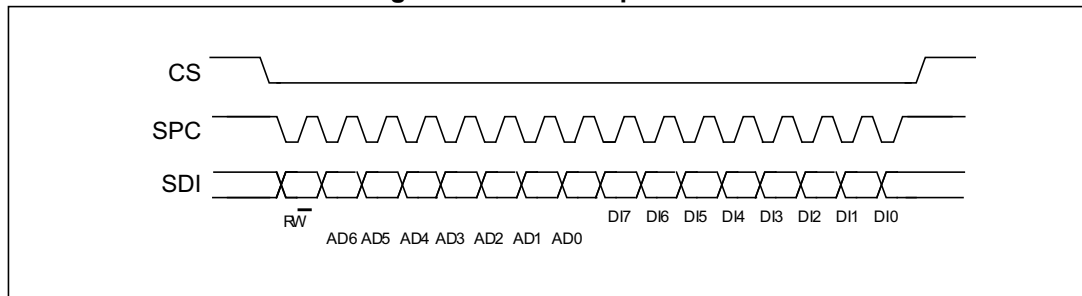 CS
SPC
SDI
RW DI7 DI6 DI5 DI4 DI3 DI2 DI1 DI0
AD6 AD5 AD4 AD3 AD2 AD1 AD0